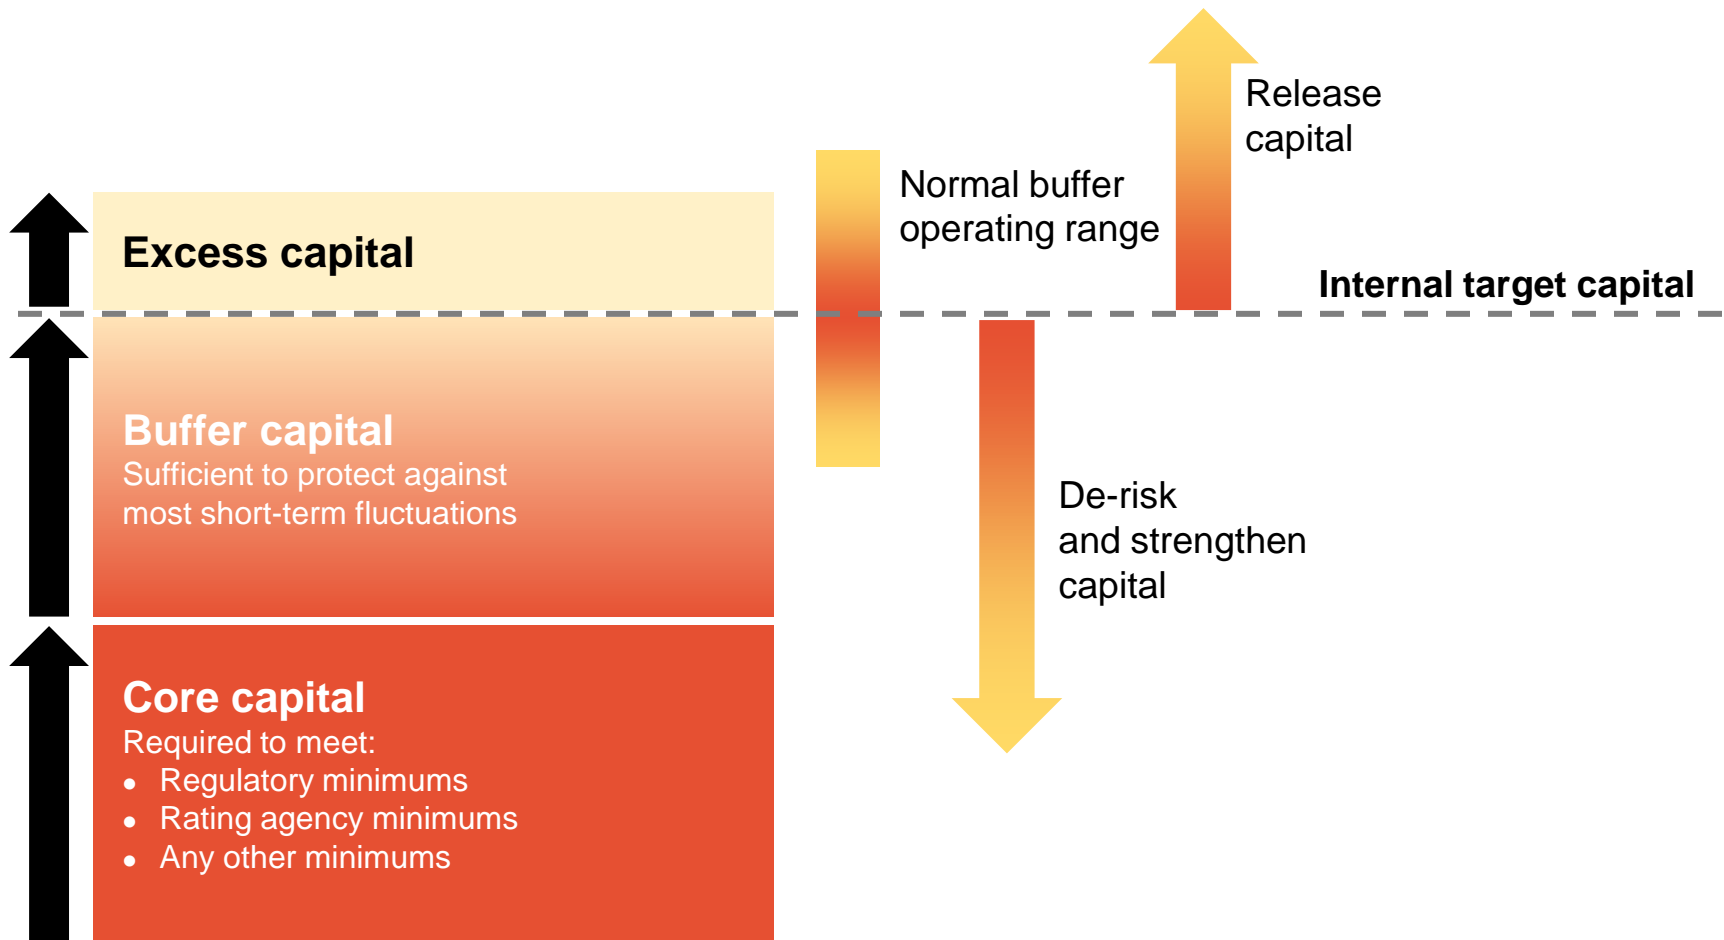 Release
capital
Normal buffer
operating range
Excess capital
Internal target capital
Buffer capital
Sufficient to protect against
most short-term fluctuations
De-risk
and strengthen
capital
Core capital
Required to meet:
● Regulatory minimums
● Rating agency minimums
● Any other minimums